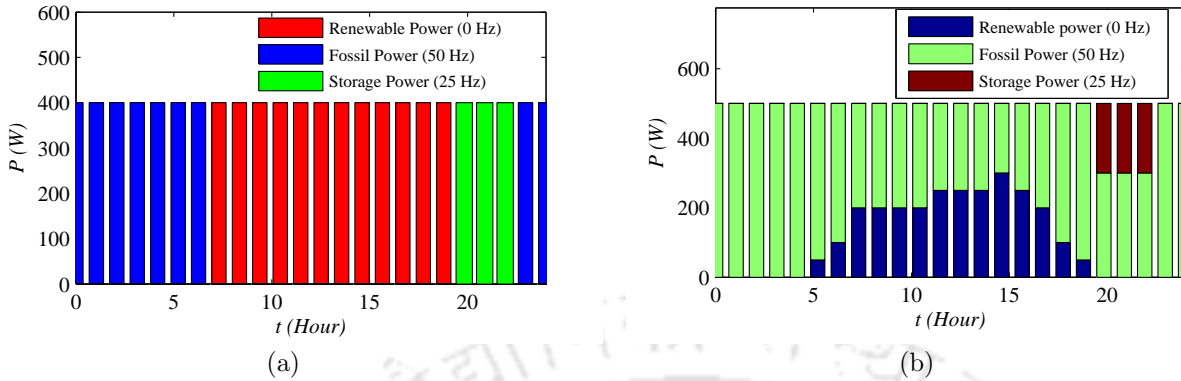 600
500
400
300
200
100
0
P (W)
0 5 10 15 20
t (Hour)
Renewable Power (0 Hz)
Fossil Power (50 Hz)
Storage Power (25 Hz)
(a)
600
400
200
0
P (W)
0 5 10 15 20
t (Hour)
Renewable power (0 Hz)
Fossil Power (50 Hz)
Storage Power (25 Hz)
(b)